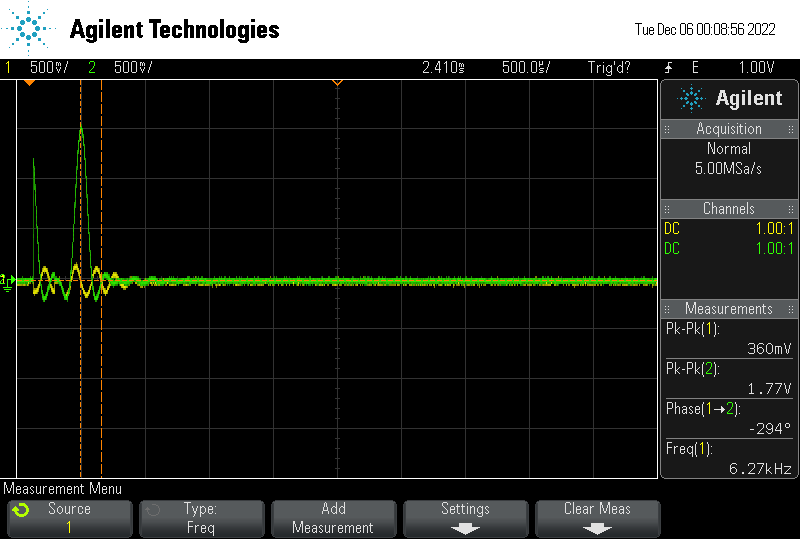 Agilent Technologies
Tue Dec 06 00:08:56 2022
1 500mV/ 2 500mV/ 2.410ms 500.0us/ Trig'd? E 1.00V
Agilent
Acquisition
Normal
5.00MSa/s
Channels
DC 1.00:1
DC 1.00:1
Measurements
Pk-Pk(1):
360mV
Pk-Pk(2):
1.77V
Phase(1→2):
-294°
Freq(1):
6.27kHz
Measurement Menu
Source
1
Type:
Freq
Add
Measurement
Settings
Clear Meas